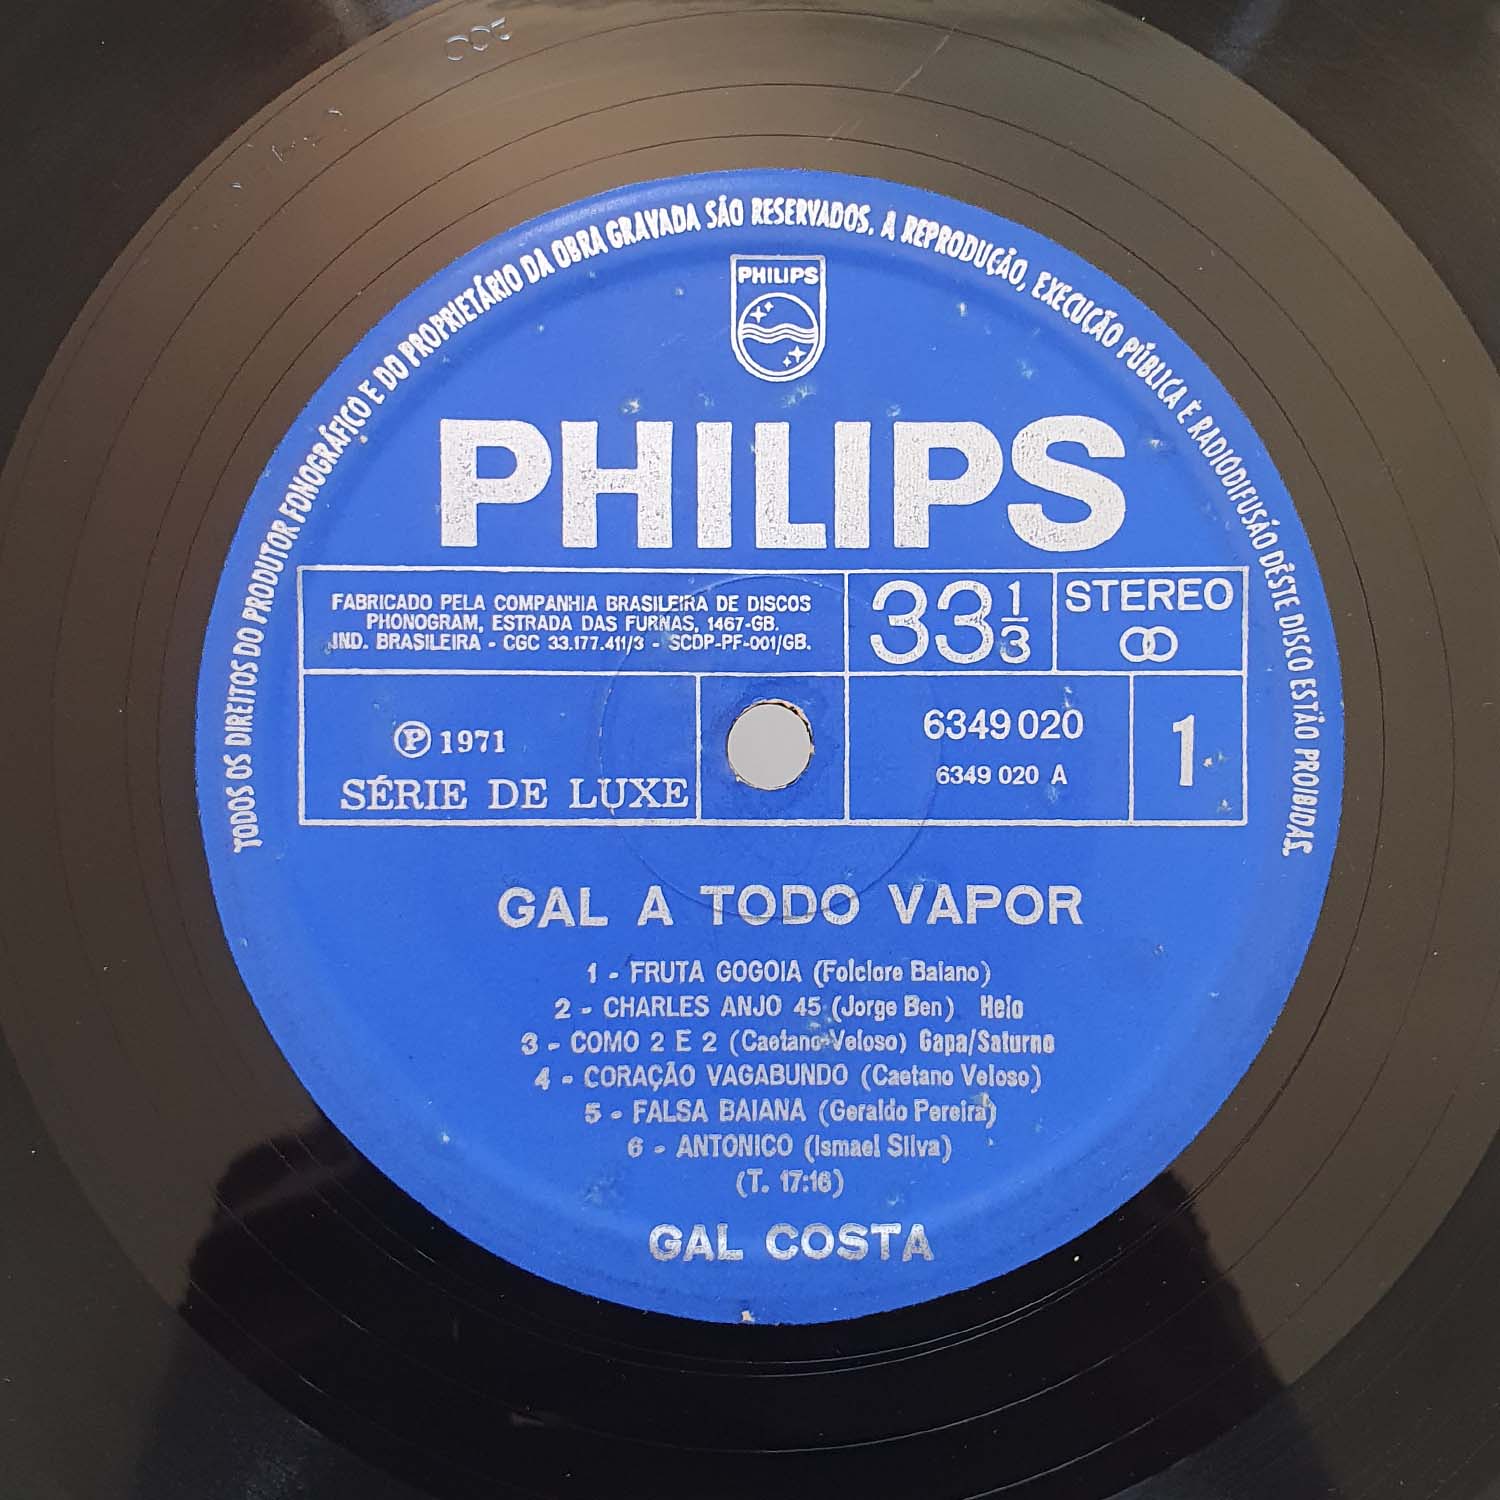 TODOS OS DIREITOS DO PRODUTOR FONOGRÁFICO E DO PROPRIETÁRIO DA OBRA GRAVADA SÃO RESERVADOS. A REPRODUÇÃO, EXECUÇÃO PÚBLICA E RADIODIFUSÃO DÊSTE DISCO ESTÃO PROIBIDAS.
PHILIPS
PHILIPS
FABRICADO PELA COMPANHIA BRASILEIRA DE DISCOS
PHONOGRAM, ESTRADA DAS FURNAS, 1467-GB.
IND. BRASILEIRA - CGC 33.177.411/3 - SCDP-PF-001/GB.
33 1/3
STEREO
℗ 1971
SÉRIE DE LUXE
6349 020
6349 020 A
1
GAL A TODO VAPOR
1 - FRUTA GOGOIA (Folclore Baiano)
2 - CHARLES ANJO 45 (Jorge Ben) Helo
3 - COMO 2 E 2 (Caetano Veloso) Gapa/Saturno
4 - CORAÇÃO VAGABUNDO (Caetano Veloso)
5 - FALSA BAIANA (Geraldo Pereira)
6 - ANTONICO (Ismael Silva)
(T. 17:16)
GAL COSTA